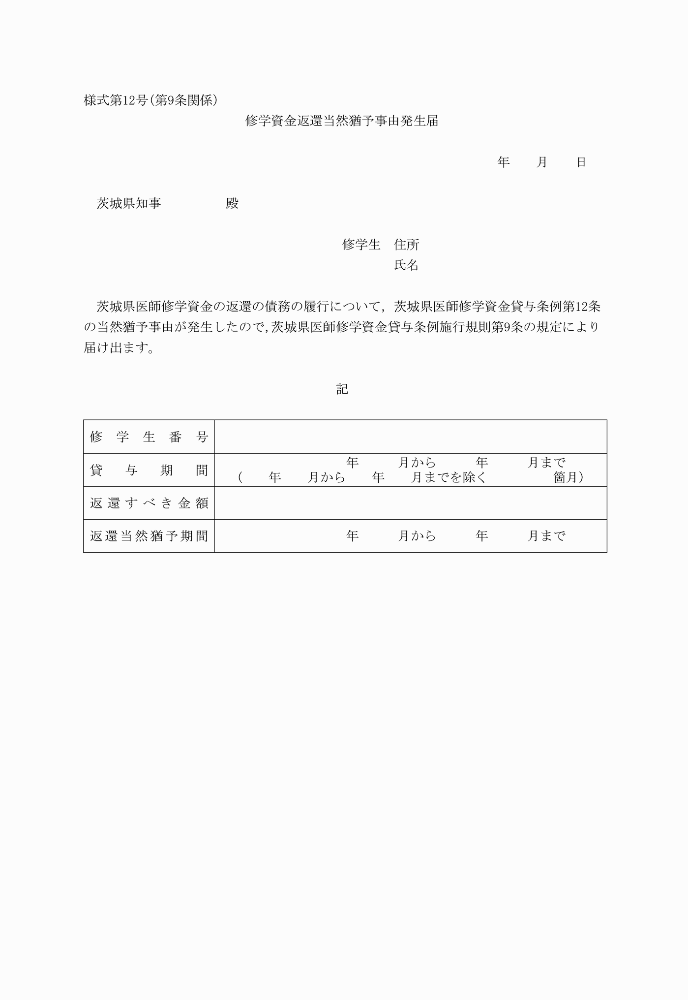 様式第12号(第9条関係)
修学資金返還当然猶予事由発生届
年　　月　　日
茨城県知事　　　　　殿
修学生　住所
氏名
茨城県医師修学資金の返還の債務の履行について,茨城県医師修学資金貸与条例第12条
の当然猶予事由が発生したので,茨城県医師修学資金貸与条例施行規則第9条の規定により
届け出ます。
記
修学生番号
貸与期間　年　　　月から　　　年　　　月まで
(　　年　　月から　　年　　月までを除く　　　　　箇月)
返還すべき金額
返還当然猶予期間　年　　　月から　　　年　　　月まで